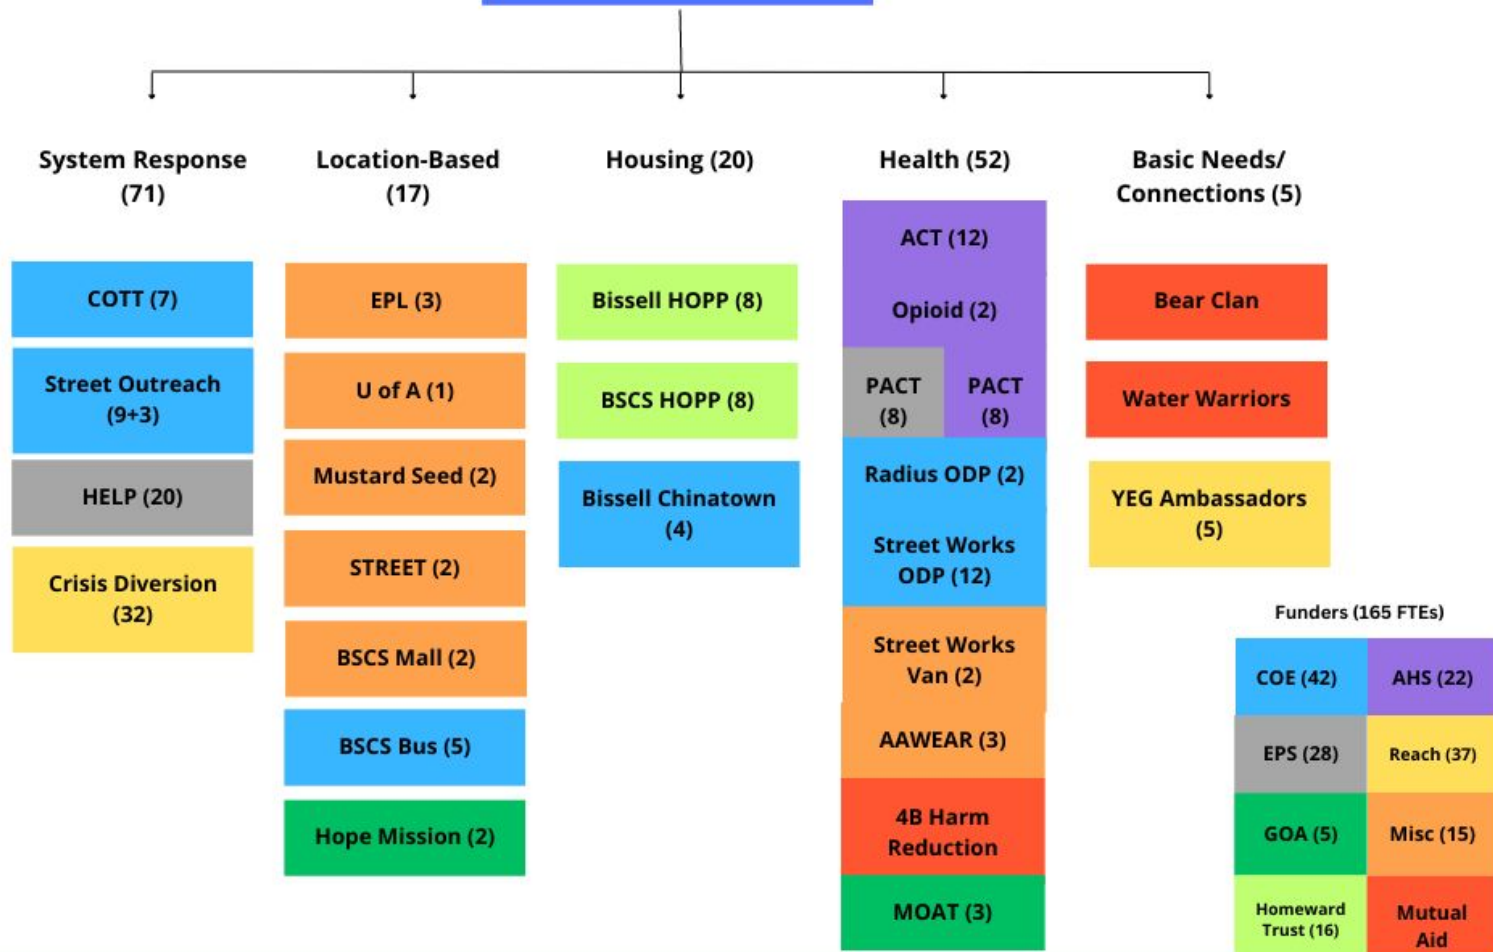 System Response
(71)
COTT (7)
Street Outreach
(9+3)
HELP (20)
Crisis Diversion
(32)
Location-Based
(17)
EPL (3)
U of A (1)
Mustard Seed (2)
STREET (2)
BSCS Mall (2)
BSCS Bus (5)
Hope Mission (2)
Housing (20)
Bissell HOPP (8)
BSCS HOPP (8)
Bissell Chinatown
(4)
Health (52)
ACT (12)
Opioid (2)
PACT
(8)
PACT
(8)
Radius ODP (2)
Street Works
ODP (12)
Street Works
Van (2)
AAWEAR (3)
4B Harm
Reduction
MOAT (3)
Basic Needs/
Connections (5)
Bear Clan
Water Warriors
YEG Ambassadors
(5)
Funders (165 FTEs)
COE (42)
AHS (22)
EPS (28)
Reach (37)
GOA (5)
Misc (15)
Homeward
Trust (16)
Mutual
Aid